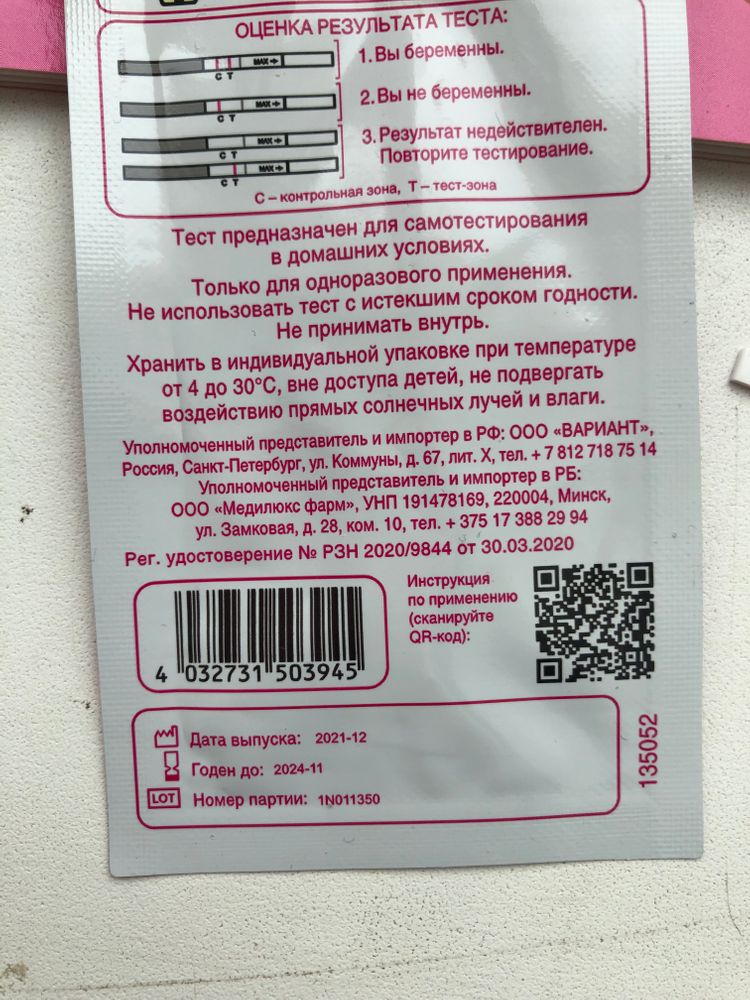 ОЦЕНКА РЕЗУЛЬТАТА ТЕСТА:
MAX
C T
1. Вы беременны.
MAX
C T
2. Вы не беременны.
MAX
C T
MAX
C T
3. Результат недействителен.
Повторите тестирование.
C – контрольная зона, T – тест-зона
Тест предназначен для самотестирования
в домашних условиях.
Только для одноразового применения.
Не использовать тест с истекшим сроком годности.
Не принимать внутрь.
Хранить в индивидуальной упаковке при температуре
от 4 до 30°C, вне доступа детей, не подвергать
воздействию прямых солнечных лучей и влаги.
Уполномоченный представитель и импортер в РФ: ООО «ВАРИАНТ»,
Россия, Санкт-Петербург, ул. Коммуны, д. 67, лит. Х, тел. + 7 812 718 75 14
Уполномоченный представитель и импортер в РБ:
ООО «Медилюкс фарм», УНП 191478169, 220004, Минск,
ул. Замковая, д. 28, ком. 10, тел. + 375 17 388 29 94
Рег. удостоверение № РЗН 2020/9844 от 30.03.2020
4 032731 503945
Инструкция
по применению
(сканируйте
QR-код):
Дата выпуска: 2021-12
Годен до: 2024-11
LOT Номер партии: 1N011350
135052